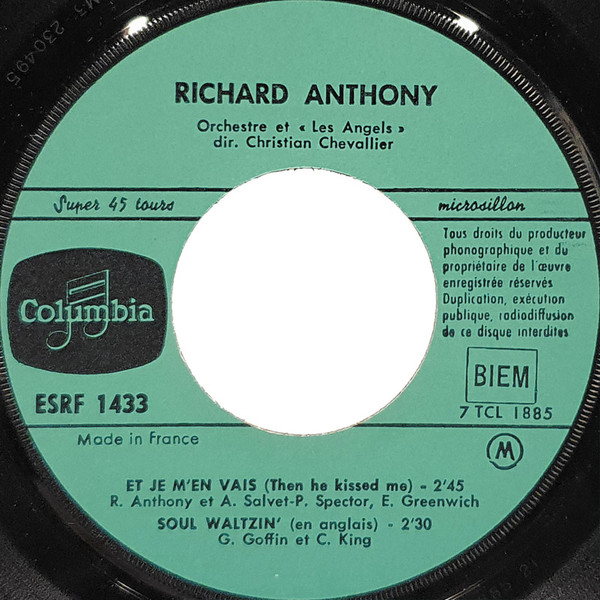 M3 230495
RICHARD ANTHONY
Orchestre et « Les Angels »
dir. Christian Chevallier
Super 45 tours
microsillon
Tous droits du producteur
phonographique et du
propriétaire de l'œuvre
enregistrée réservés
Duplication, exécution
publique, radiodiffusion
de ce disque interdites
Columbia
BIEM
ESRF 1433
7 TCL 1885
Made in France
M
ET JE M'EN VAIS (Then he kissed me) - 2'45
R. Anthony et A. Salvet-P. Spector, E. Greenwich
SOUL WALTZIN' (en anglais) - 2'30
G. Goffin et C. King